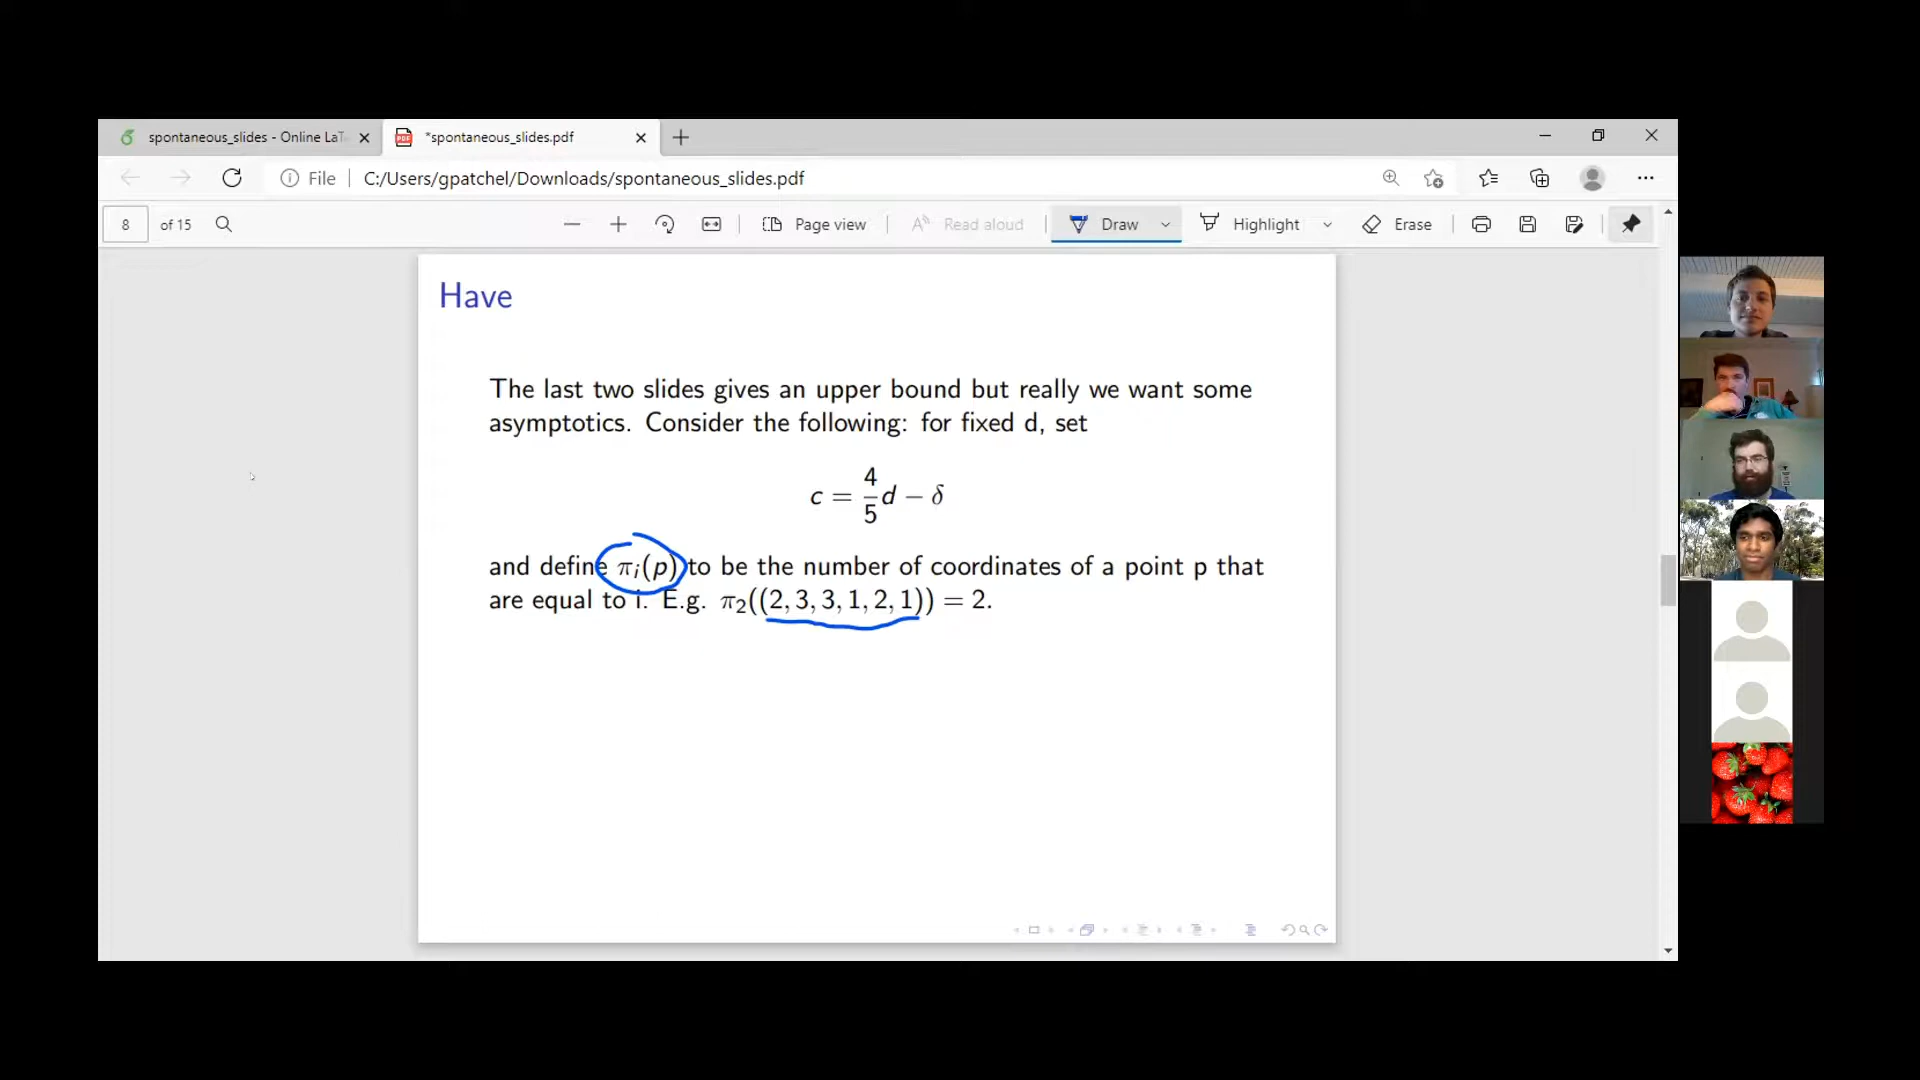 spontaneous_slides - Online LaT
*spontaneous_slides.pdf
File
C:/Users/gpatchel/Downloads/spontaneous_slides.pdf
8 of 15
Page view
Read aloud
Draw
Highlight
Erase
Have
The last two slides gives an upper bound but really we want some
asymptotics. Consider the following: for fixed d, set
c = 4/5 d − δ
and define πᵢ(p) to be the number of coordinates of a point p that
are equal to i. E.g. π₂((2, 3, 3, 1, 2, 1)) = 2.